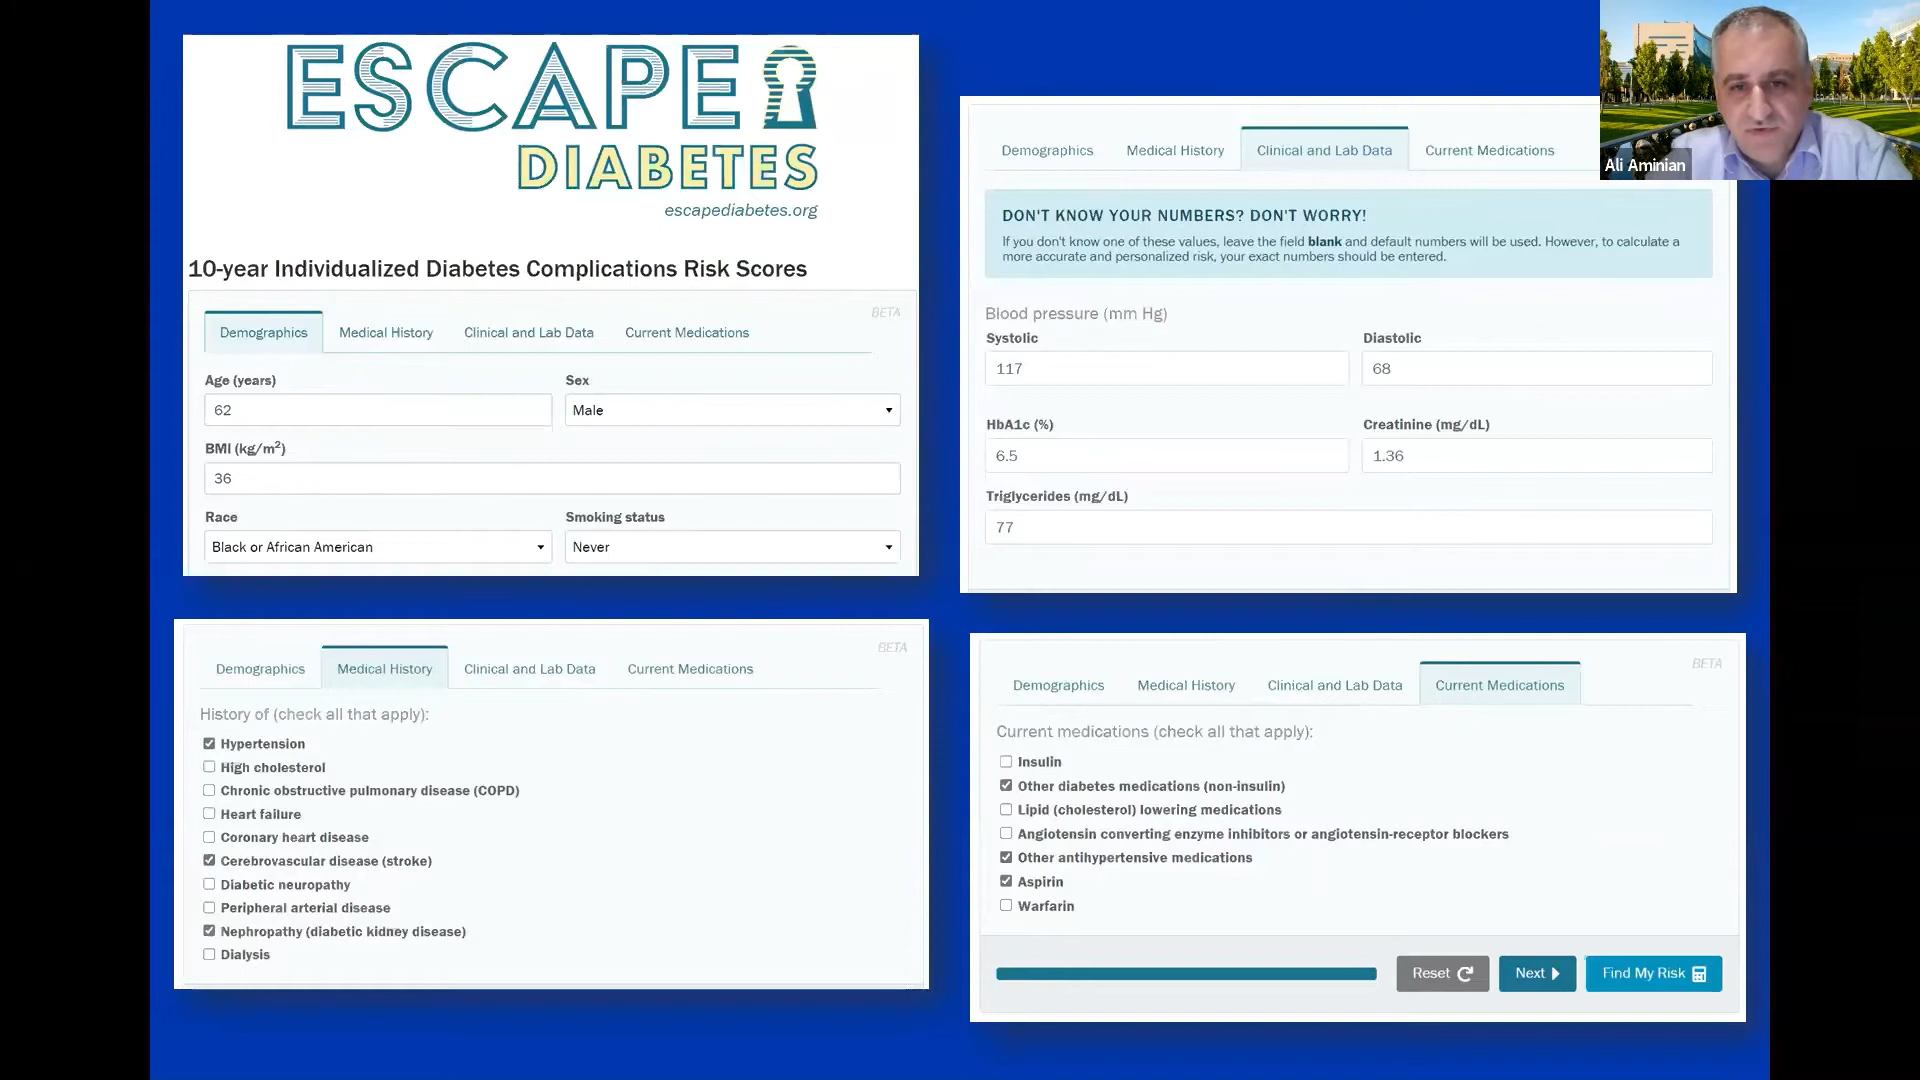 ESCAPE
DIABETES
escapediabetes.org
10-year Individualized Diabetes Complications Risk Scores
BETA
Demographics Medical History Clinical and Lab Data Current Medications
Age (years) Sex
62 Male
BMI (kg/m²)
36
Race Smoking status
Black or African American Never
Ali Aminian
Demographics Medical History Clinical and Lab Data Current Medications
DON'T KNOW YOUR NUMBERS? DON'T WORRY!
If you don't know one of these values, leave the field blank and default numbers will be used. However, to calculate a
more accurate and personalized risk, your exact numbers should be entered.
Blood pressure (mm Hg)
Systolic Diastolic
117 68
HbA1c (%) Creatinine (mg/dL)
6.5 1.36
Triglycerides (mg/dL)
77
BETA
Demographics Medical History Clinical and Lab Data Current Medications
History of (check all that apply):
Hypertension
High cholesterol
Chronic obstructive pulmonary disease (COPD)
Heart failure
Coronary heart disease
Cerebrovascular disease (stroke)
Diabetic neuropathy
Peripheral arterial disease
Nephropathy (diabetic kidney disease)
Dialysis
BETA
Demographics Medical History Clinical and Lab Data Current Medications
Current medications (check all that apply):
Insulin
Other diabetes medications (non-insulin)
Lipid (cholesterol) lowering medications
Angiotensin converting enzyme inhibitors or angiotensin-receptor blockers
Other antihypertensive medications
Aspirin
Warfarin
Reset Next Find My Risk